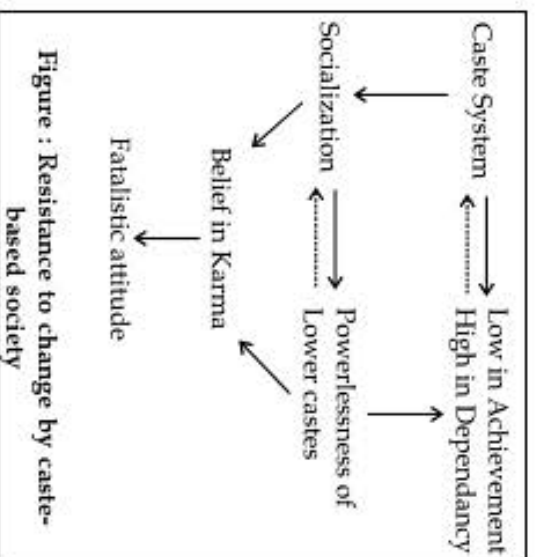 Caste System
Low in Achievement
High in Dependancy
Socialization
Powerlessness of
Lower castes
Belief in Karma
Fatalistic attitude
Figure : Resistance to change by caste-
based society